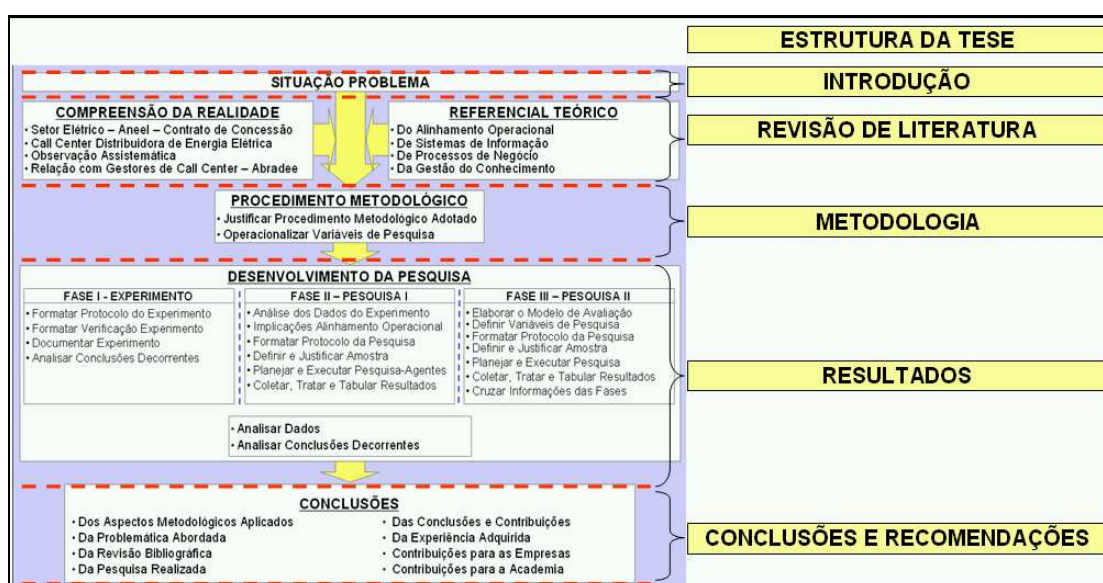 ESTRUTURA DA TESE
SITUAÇÃO PROBLEMA
INTRODUÇÃO
COMPREENSÃO DA REALIDADE
• Setor Elétrico – Aneel – Contrato de Concessão
• Call Center Distribuidora de Energia Elétrica
• Observação Assistemática
• Relação com Gestores de Call Center – Abradee
REFERENCIAL TEÓRICO
• Do Alinhamento Operacional
• De Sistemas de Informação
• De Processos de Negócio
• Da Gestão do Conhecimento
REVISÃO DE LITERATURA
PROCEDIMENTO METODOLÓGICO
• Justificar Procedimento Metodológico Adotado
• Operacionalizar Variáveis de Pesquisa
METODOLOGIA
DESENVOLVIMENTO DA PESQUISA
FASE I - EXPERIMENTO
• Formatar Protocolo do Experimento
• Formatar Verificação Experimento
• Documentar Experimento
• Analisar Conclusões Decorrentes
FASE II – PESQUISA I
• Análise dos Dados do Experimento
• Implicações Alinhamento Operacional
• Formatar Protocolo da Pesquisa
• Definir e Justificar Amostra
• Planejar e Executar Pesquisa-Agentes
• Coletar, Tratar e Tabular Resultados
FASE III – PESQUISA II
• Elaborar o Modelo de Avaliação
• Definir Variáveis de Pesquisa
• Formatar Protocolo da Pesquisa
• Definir e Justificar Amostra
• Planejar e Executar Pesquisa
• Coletar, Tratar e Tabular Resultados
• Cruzar Informações das Fases
• Analisar Dados
• Analisar Conclusões Decorrentes
RESULTADOS
CONCLUSÕES
• Dos Aspectos Metodológicos Aplicados
• Da Problemática Abordada
• Da Revisão Bibliográfica
• Da Pesquisa Realizada
• Das Conclusões e Contribuições
• Da Experiência Adquirida
• Contribuições para as Empresas
• Contribuições para a Academia
CONCLUSÕES E RECOMENDAÇÕES